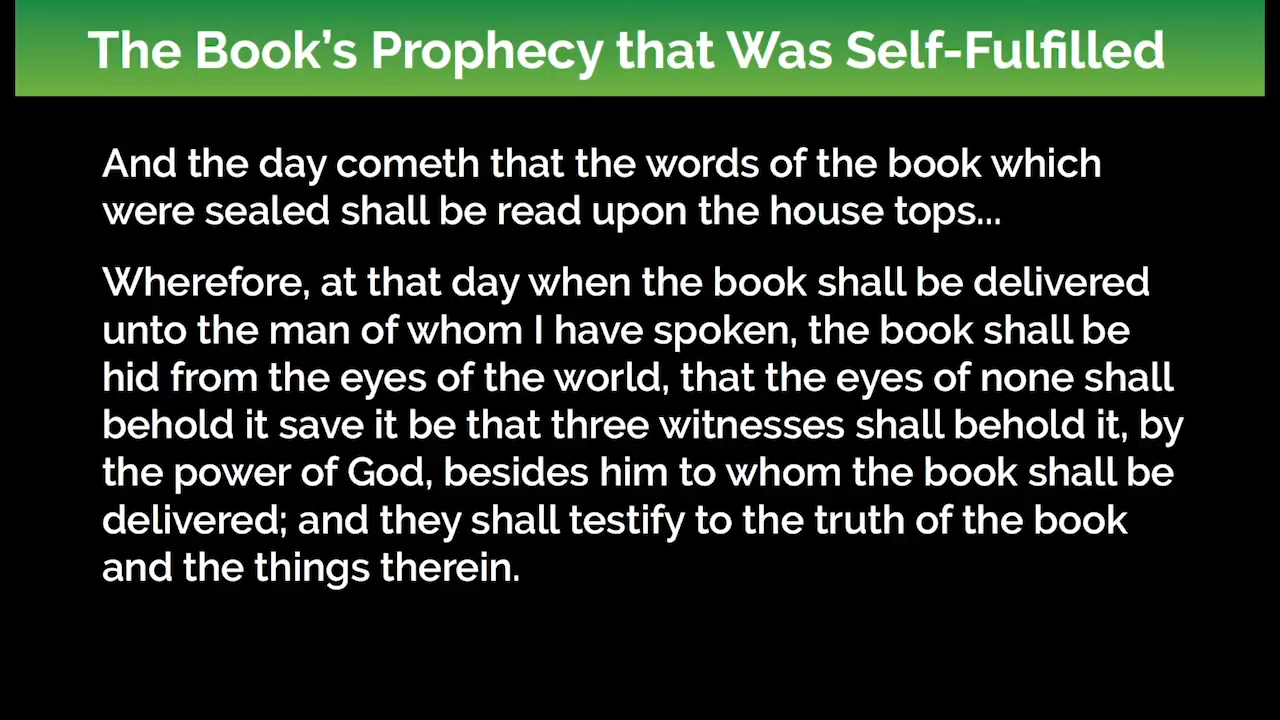 The Book’s Prophecy that Was Self-Fulfilled
And the day cometh that the words of the book which
were sealed shall be read upon the house tops...
Wherefore, at that day when the book shall be delivered
unto the man of whom I have spoken, the book shall be
hid from the eyes of the world, that the eyes of none shall
behold it save it be that three witnesses shall behold it, by
the power of God, besides him to whom the book shall be
delivered; and they shall testify to the truth of the book
and the things therein.